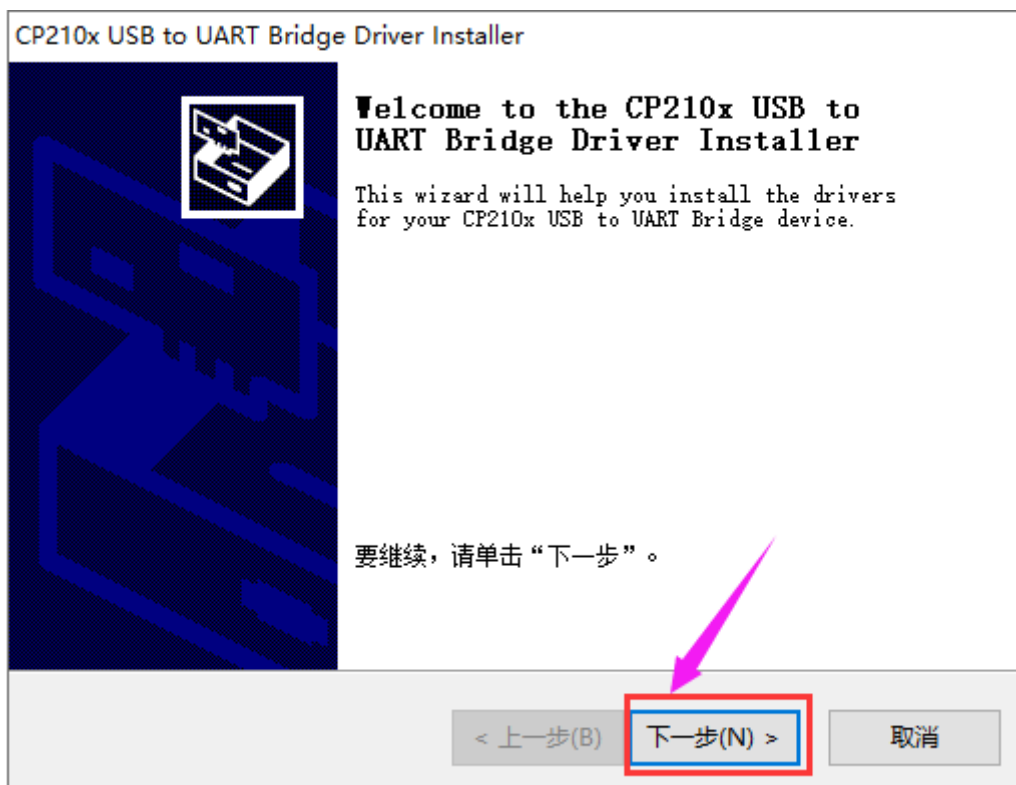 CP210x USB to UART Bridge Driver Installer
Welcome to the CP210x USB to
UART Bridge Driver Installer
This wizard will help you install the drivers
for your CP210x USB to UART Bridge device.
要继续，请单击“下一步”。
< 上一步(B)
下一步(N) >
取消